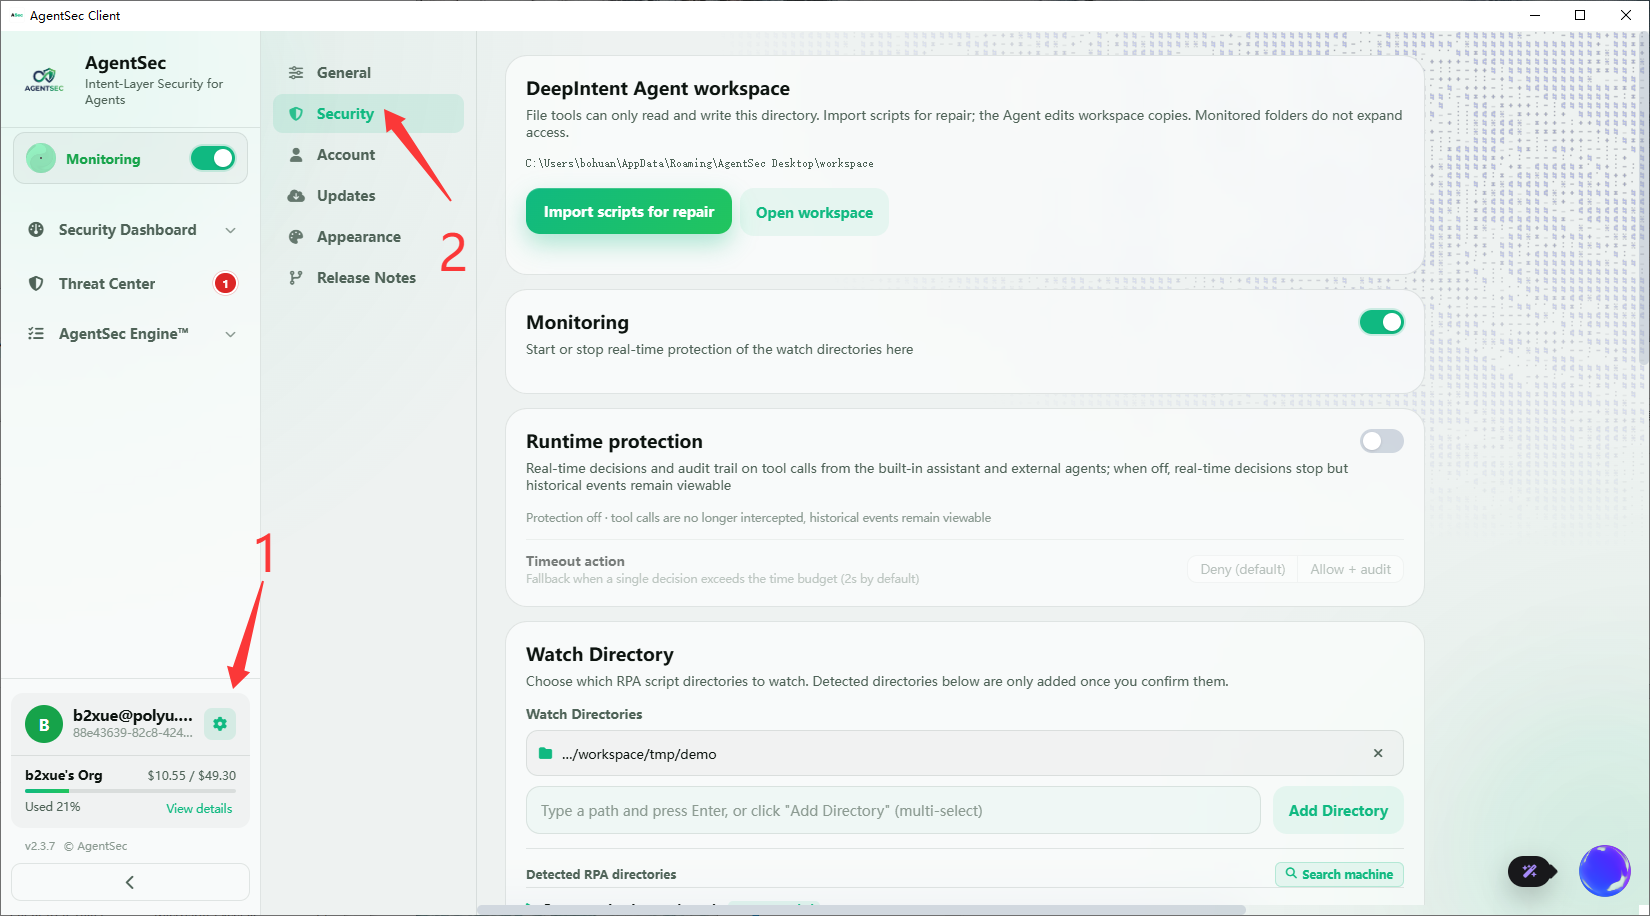 AgentSec Client
AGENTSEC
AgentSec
Intent-Layer Security for
Agents
Monitoring
Security Dashboard
Threat Center
1
AgentSec Engine™
1
B
b2xue@polyu....
88e43639-82c8-424...
b2xue's Org
$10.55 / $49.30
Used 21%
View details
v2.3.7 © AgentSec
General
Security
Account
Updates
Appearance
2
Release Notes
DeepIntent Agent workspace
File tools can only read and write this directory. Import scripts for repair; the Agent edits workspace copies. Monitored folders do not expand
access.
C:\Users\bohuan\AppData\Roaming\AgentSec Desktop\workspace
Import scripts for repair
Open workspace
Monitoring
Start or stop real-time protection of the watch directories here
Runtime protection
Real-time decisions and audit trail on tool calls from the built-in assistant and external agents; when off, real-time decisions stop but
historical events remain viewable
Protection off · tool calls are no longer intercepted, historical events remain viewable
Timeout action
Fallback when a single decision exceeds the time budget (2s by default)
Deny (default)
Allow + audit
Watch Directory
Choose which RPA script directories to watch. Detected directories below are only added once you confirm them.
Watch Directories
.../workspace/tmp/demo
Type a path and press Enter, or click "Add Directory" (multi-select)
Add Directory
Detected RPA directories
Search machine